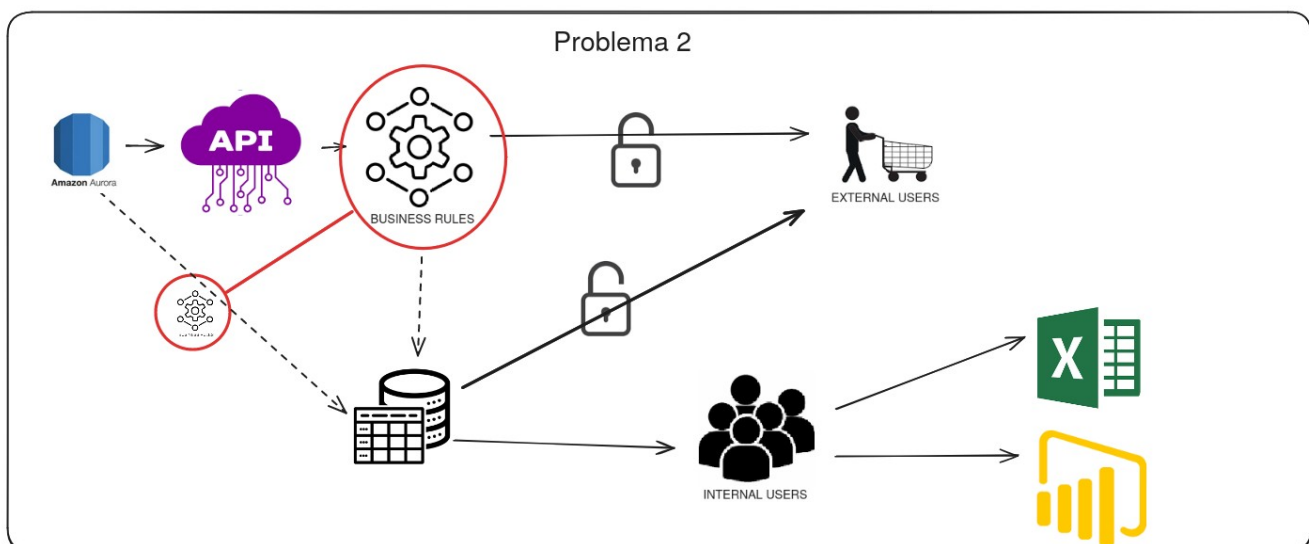 Problema 2
API
Amazon Aurora
BUSINESS RULES
EXTERNAL USERS
X
INTERNAL USERS